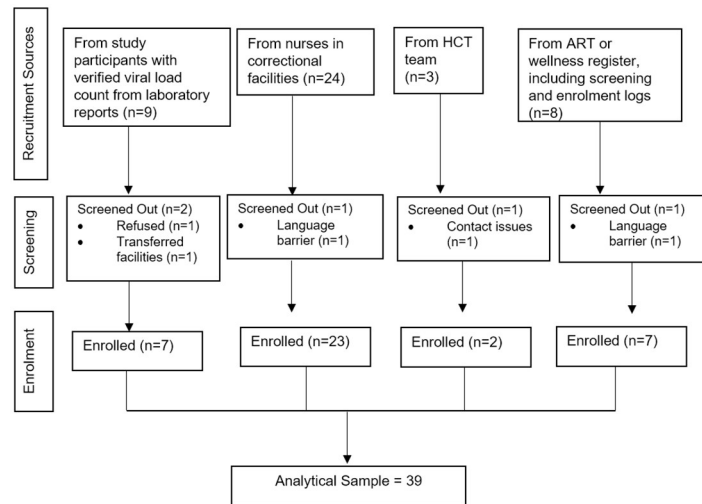 Recruitment Sources
From study
participants with
verified viral load
count from laboratory
reports (n=9)
From nurses in
correctional
facilities (n=24)
From HCT
team
(n=3)
From ART or
wellness register,
including screening
and enrolment logs
(n=8)
Screening
Screened Out (n=2)
• Refused (n=1)
• Transferred
facilities (n=1)
Screened Out (n=1)
• Language
barrier (n=1)
Screened Out (n=1)
• Contact issues
(n=1)
Screened Out (n=1)
• Language
barrier (n=1)
Enrolment
Enrolled (n=7)
Enrolled (n=23)
Enrolled (n=2)
Enrolled (n=7)
Analytical Sample = 39